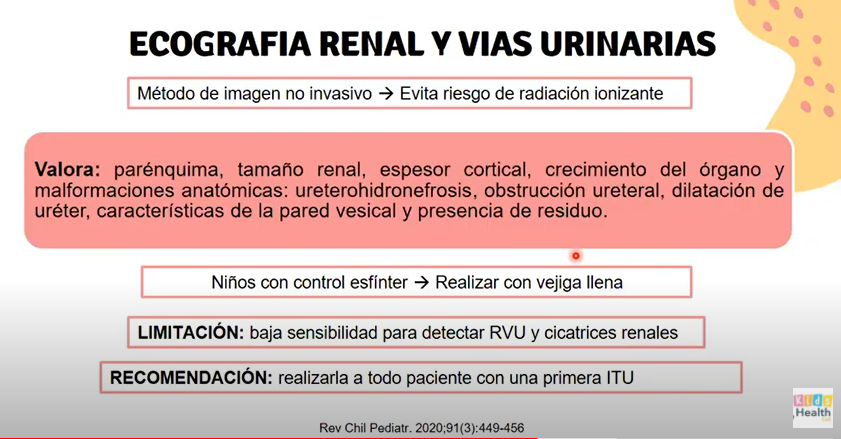 ECOGRAFIA RENAL Y VIAS URINARIAS
Método de imagen no invasivo → Evita riesgo de radiación ionizante
Valora: parénquima, tamaño renal, espesor cortical, crecimiento del órgano y
malformaciones anatómicas: ureterohidronefrosis, obstrucción ureteral, dilatación de
uréter, características de la pared vesical y presencia de residuo.
Niños con control esfínter → Realizar con vejiga llena
LIMITACIÓN: baja sensibilidad para detectar RVU y cicatrices renales
RECOMENDACIÓN: realizarla a todo paciente con una primera ITU
Rev Chil Pediatr. 2020;91(3):449-456
Kids
Health